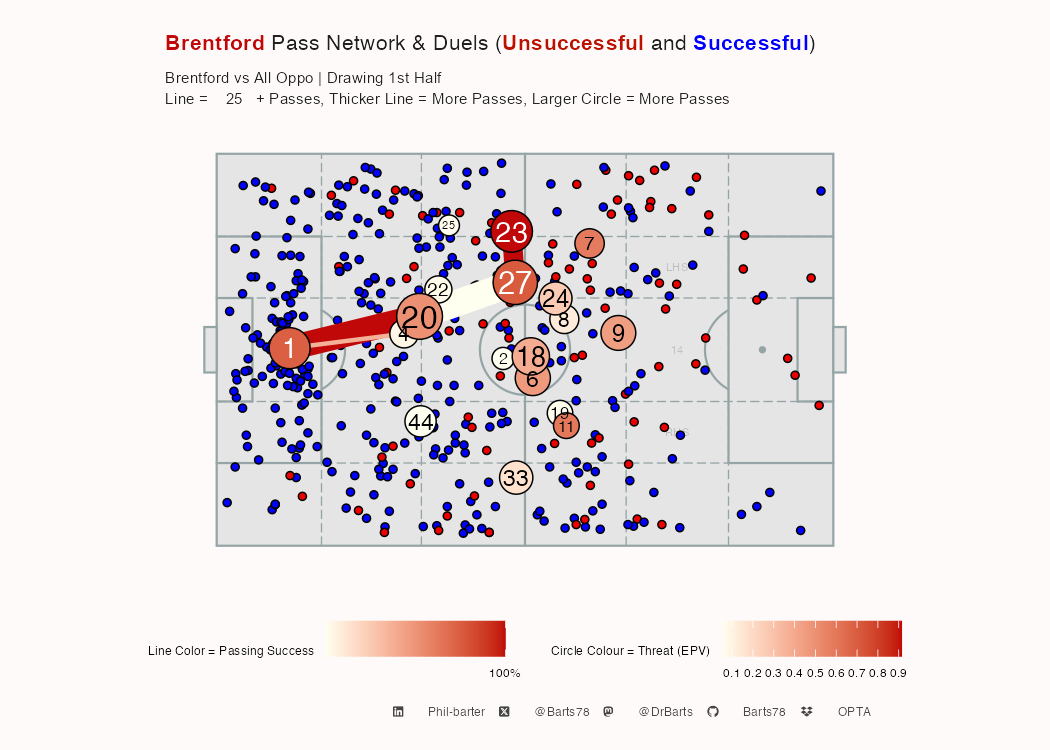 Brentford Pass Network & Duels (Unsuccessful and Successful)
Brentford vs All Oppo | Drawing 1st Half
Line = 25 + Passes, Thicker Line = More Passes, Larger Circle = More Passes
25
23
7
LHS
27
22
24
20
8
4
9
1
14
2
18
6
19
44
11
33
Line Color = Passing Success
100%
Circle Colour = Threat (EPV)
0.1 0.2 0.3 0.4 0.5 0.6 0.7 0.8 0.9
Phil-barter @Barts78 @DrBarts Barts78 OPTA